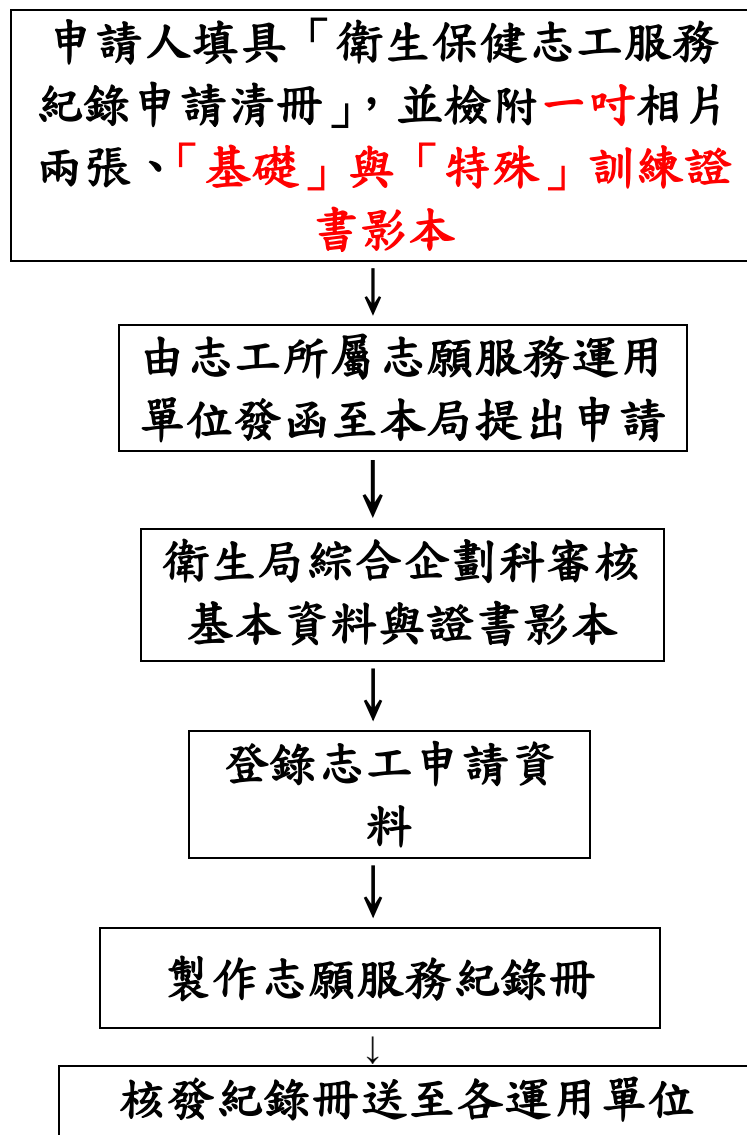 申請人填具「衛生保健志工服務
紀錄申請清冊」，並檢附一吋相片
兩張、「基礎」與「特殊」訓練證
書影本
↓
由志工所屬志願服務運用
單位發函至本局提出申請
衛生局綜合企劃科審核
基本資料與證書影本
登錄志工申請資
料
製作志願服務紀錄冊
↓
核發紀錄冊送至各運用單位